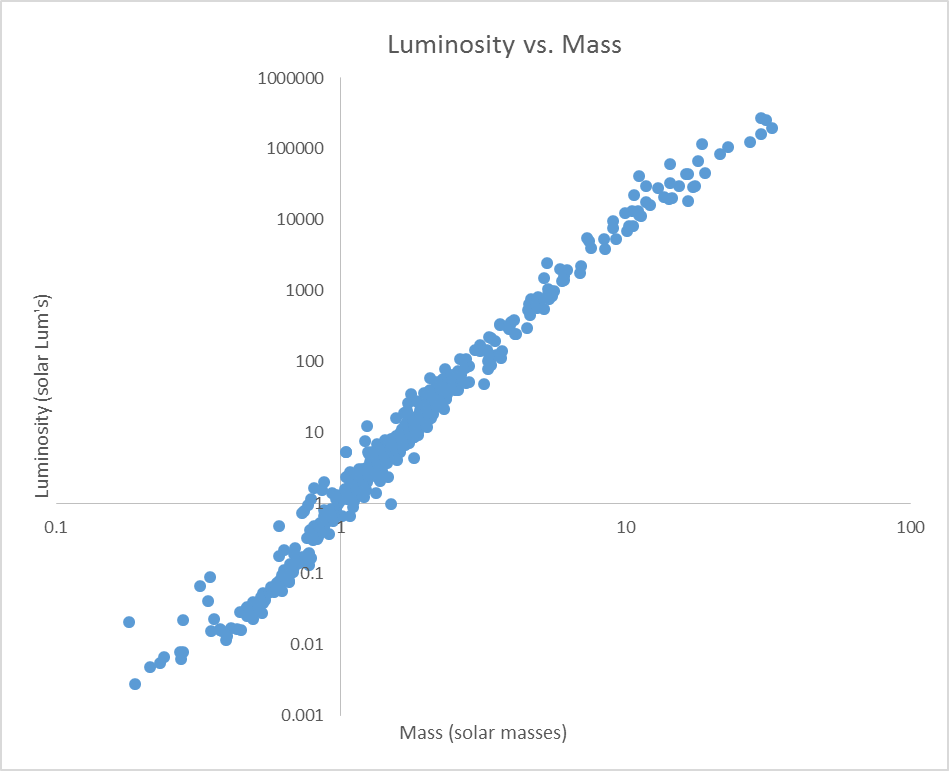 Luminosity vs. Mass
1000000
100000
10000
1000
100
10
1
0.1
0.01
0.001
0.1 1 10 100
Luminosity (solar Lum's)
Mass (solar masses)